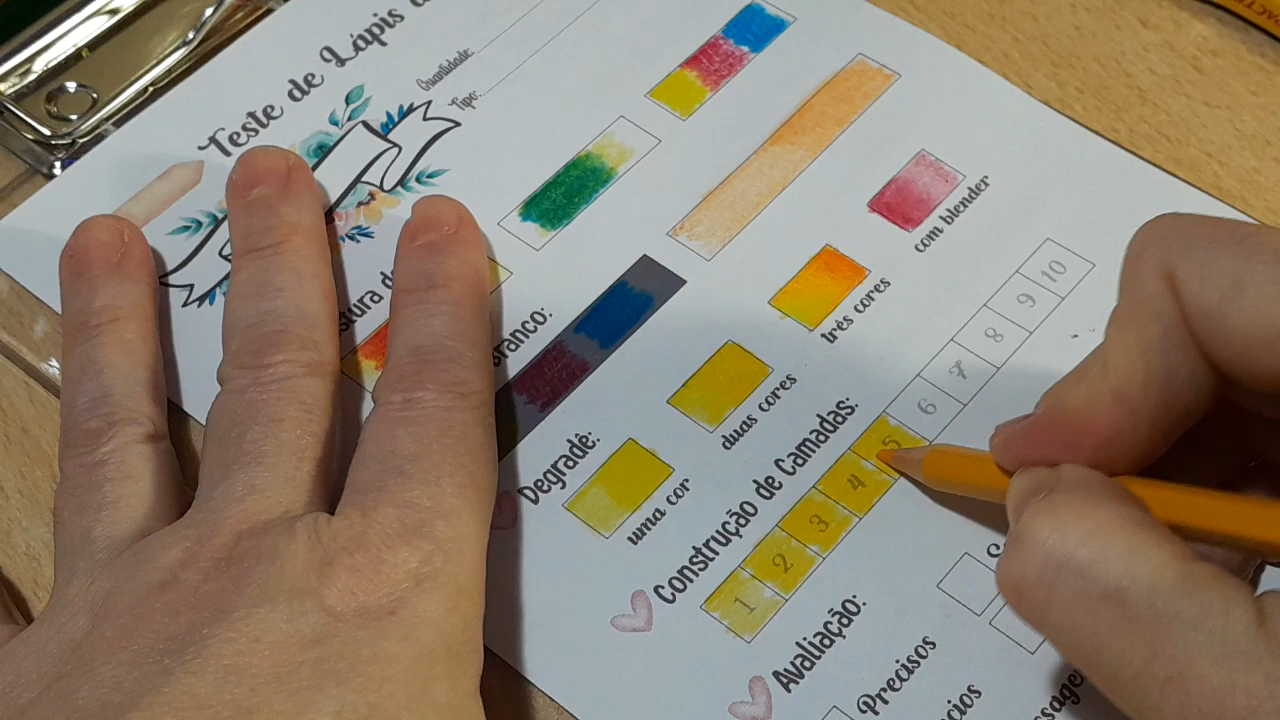 Teste de Lápis
Quantidade:
Tipo:
Branco:
com blender
três cores
duas cores
Degradê:
uma cor
Construção de Camadas:
1 2 3 4 5 6 7 8 9 10
Avaliação:
Precisos